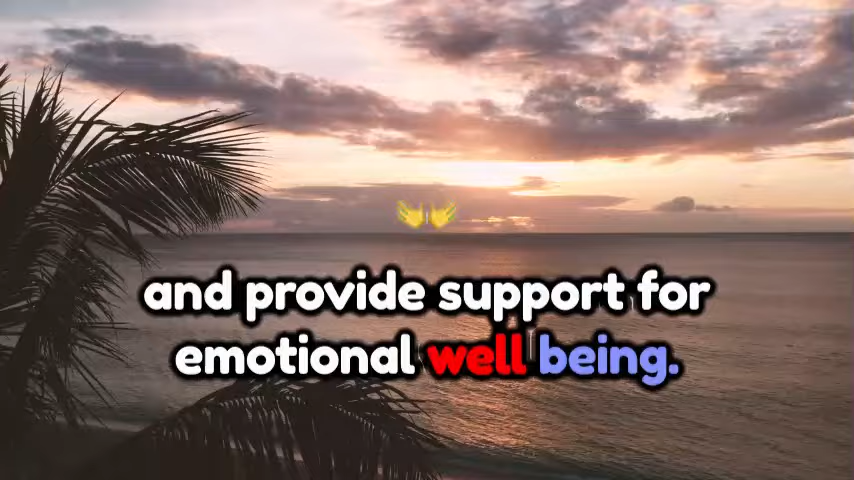 and provide support for
emotional well being.